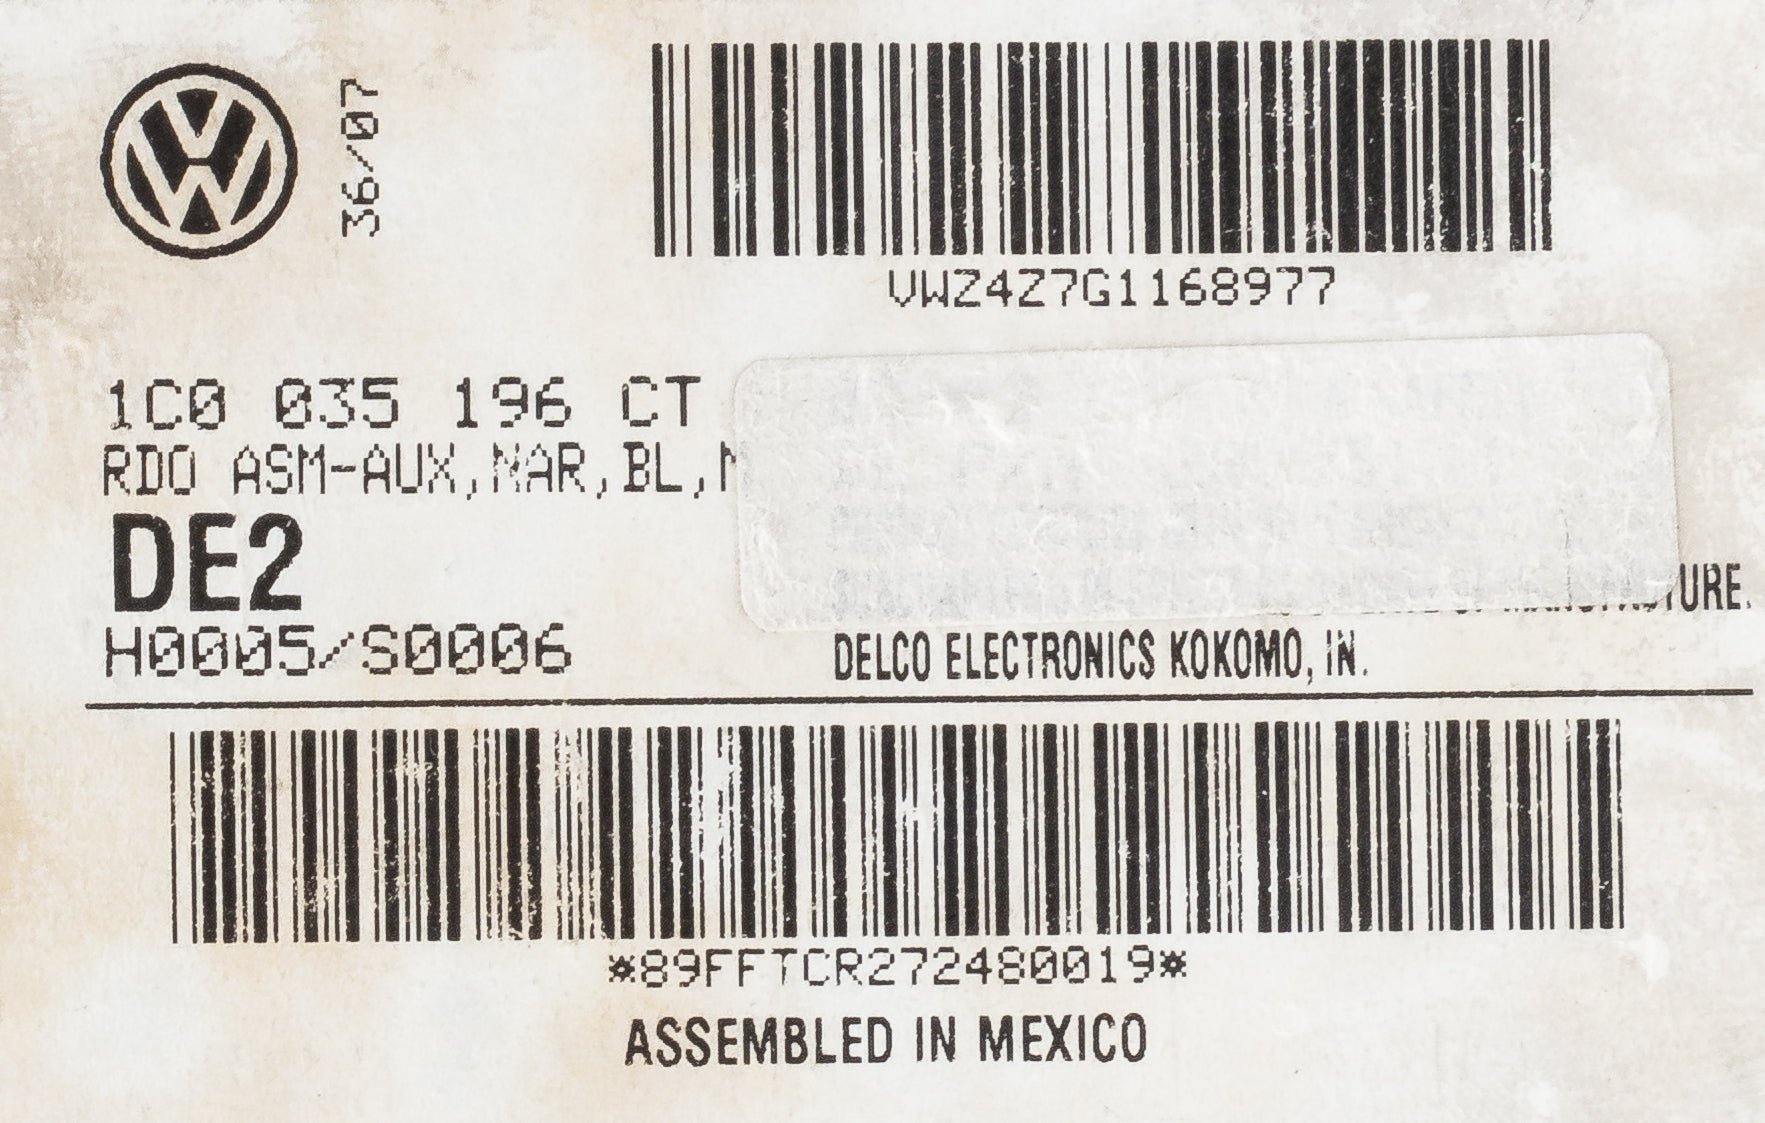 36/07
VWZ4Z7G1168977
1C0 035 196 CT
RDO ASM-AUX,NAR,BL,
DE2
H0005/S0006
DELCO ELECTRONICS KOKOMO, IN.
*89FFTCR272480019*
ASSEMBLED IN MEXICO